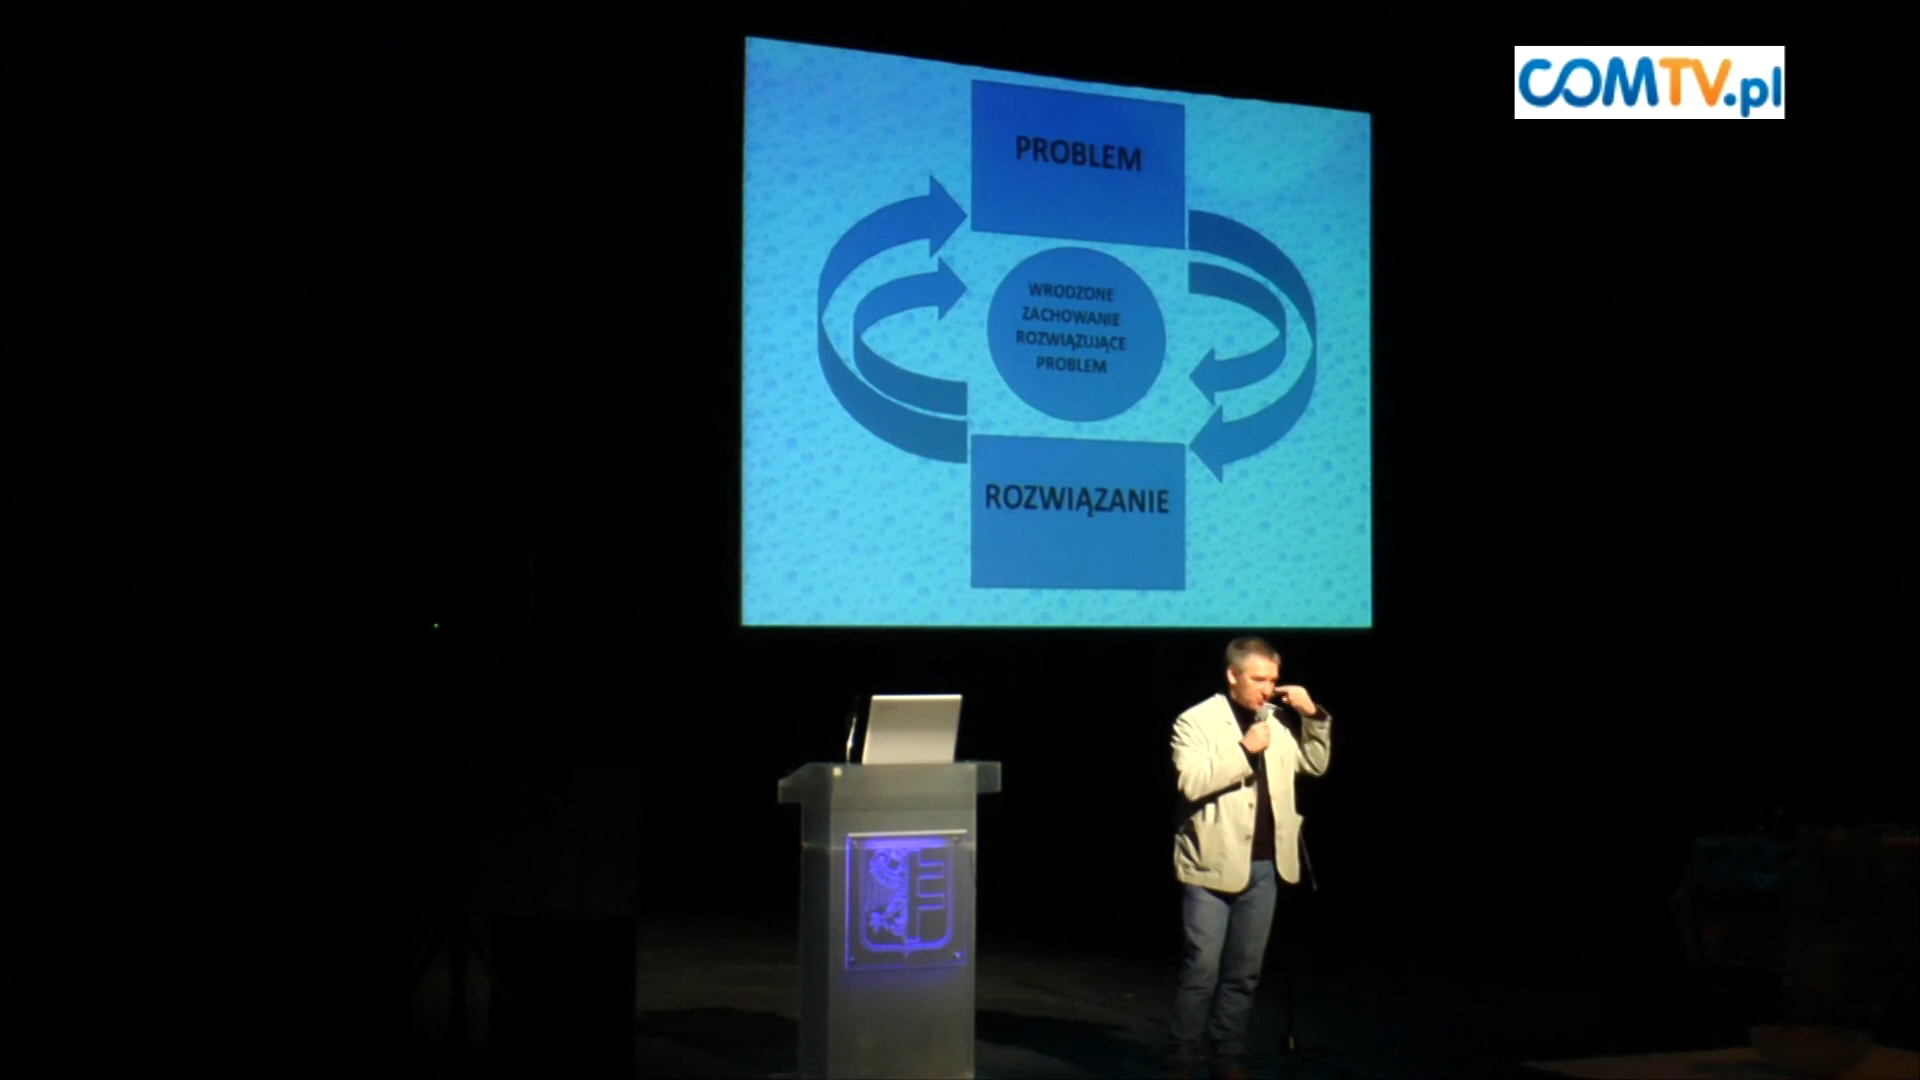 COMTV.pl
PROBLEM
WRODZONE
ZACHOWANIE
ROZWIĄZUJĄCE
PROBLEM
ROZWIĄZANIE